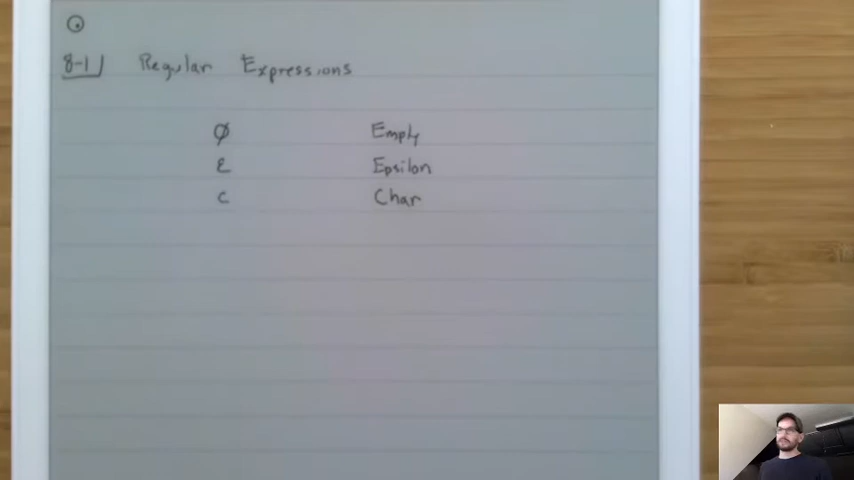 8-1 Regular Expressions
∅ Empty
ε Epsilon
c Char